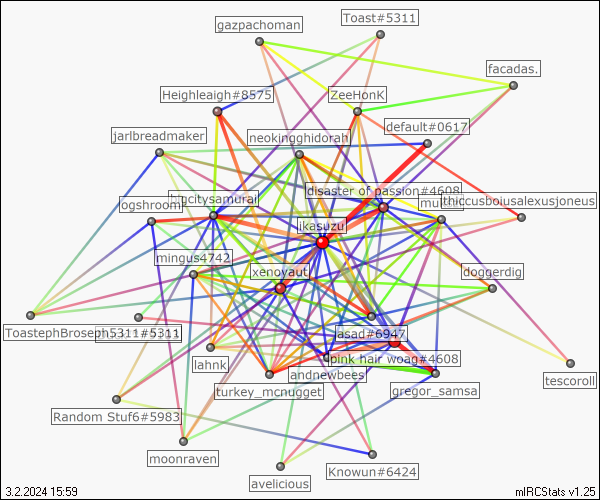 Toast#5311
gazpachoman
facadas.
Heighleaigh#8575
ZeeHonK
default#0617
jarlbreadmaker
neokingghidorah
disaster of passion#4608
bigcitysamurai
thiccusboiusalexusjoneus
ogshroom
ikasuzu
mingus4742
xenoyaut
doggerdig
ToastephBroseph5311#5311
jasad#6947
lahnk
pink hair woag#4608
andnewbees
tescoroll
turkey_mcnugget
gregor_samsa
Random Stuf6#5983
moonraven
Knowun#6424
avelicious
3.2.2024 15:59
mIRCStats v1.25